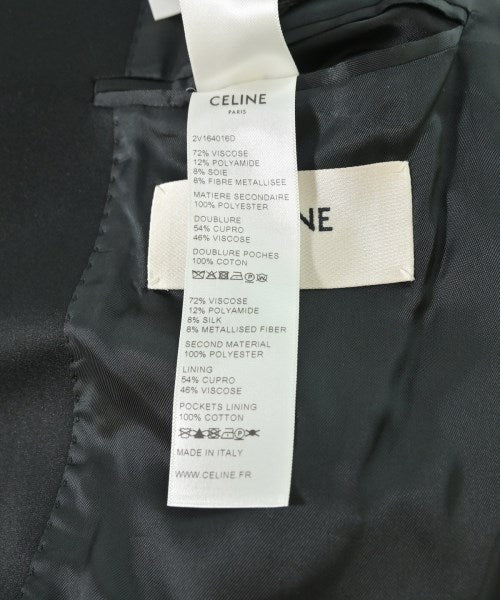 CELINE
PARIS
2V164016D
72% VISCOSE
12% POLYAMIDE
8% SOIE
8% FIBRE METALLISEE
MATIERE SECONDAIRE
100% POLYESTER
DOUBLURE
54% CUPRO
46% VISCOSE
DOUBLURE POCHES
100% COTTON
72% VISCOSE
12% POLYAMIDE
8% SILK
8% METALLISED FIBER
SECOND MATERIAL
100% POLYESTER
LINING
54% CUPRO
46% VISCOSE
POCKETS LINING
100% COTTON
MADE IN ITALY
WWW.CELINE.FR
NE